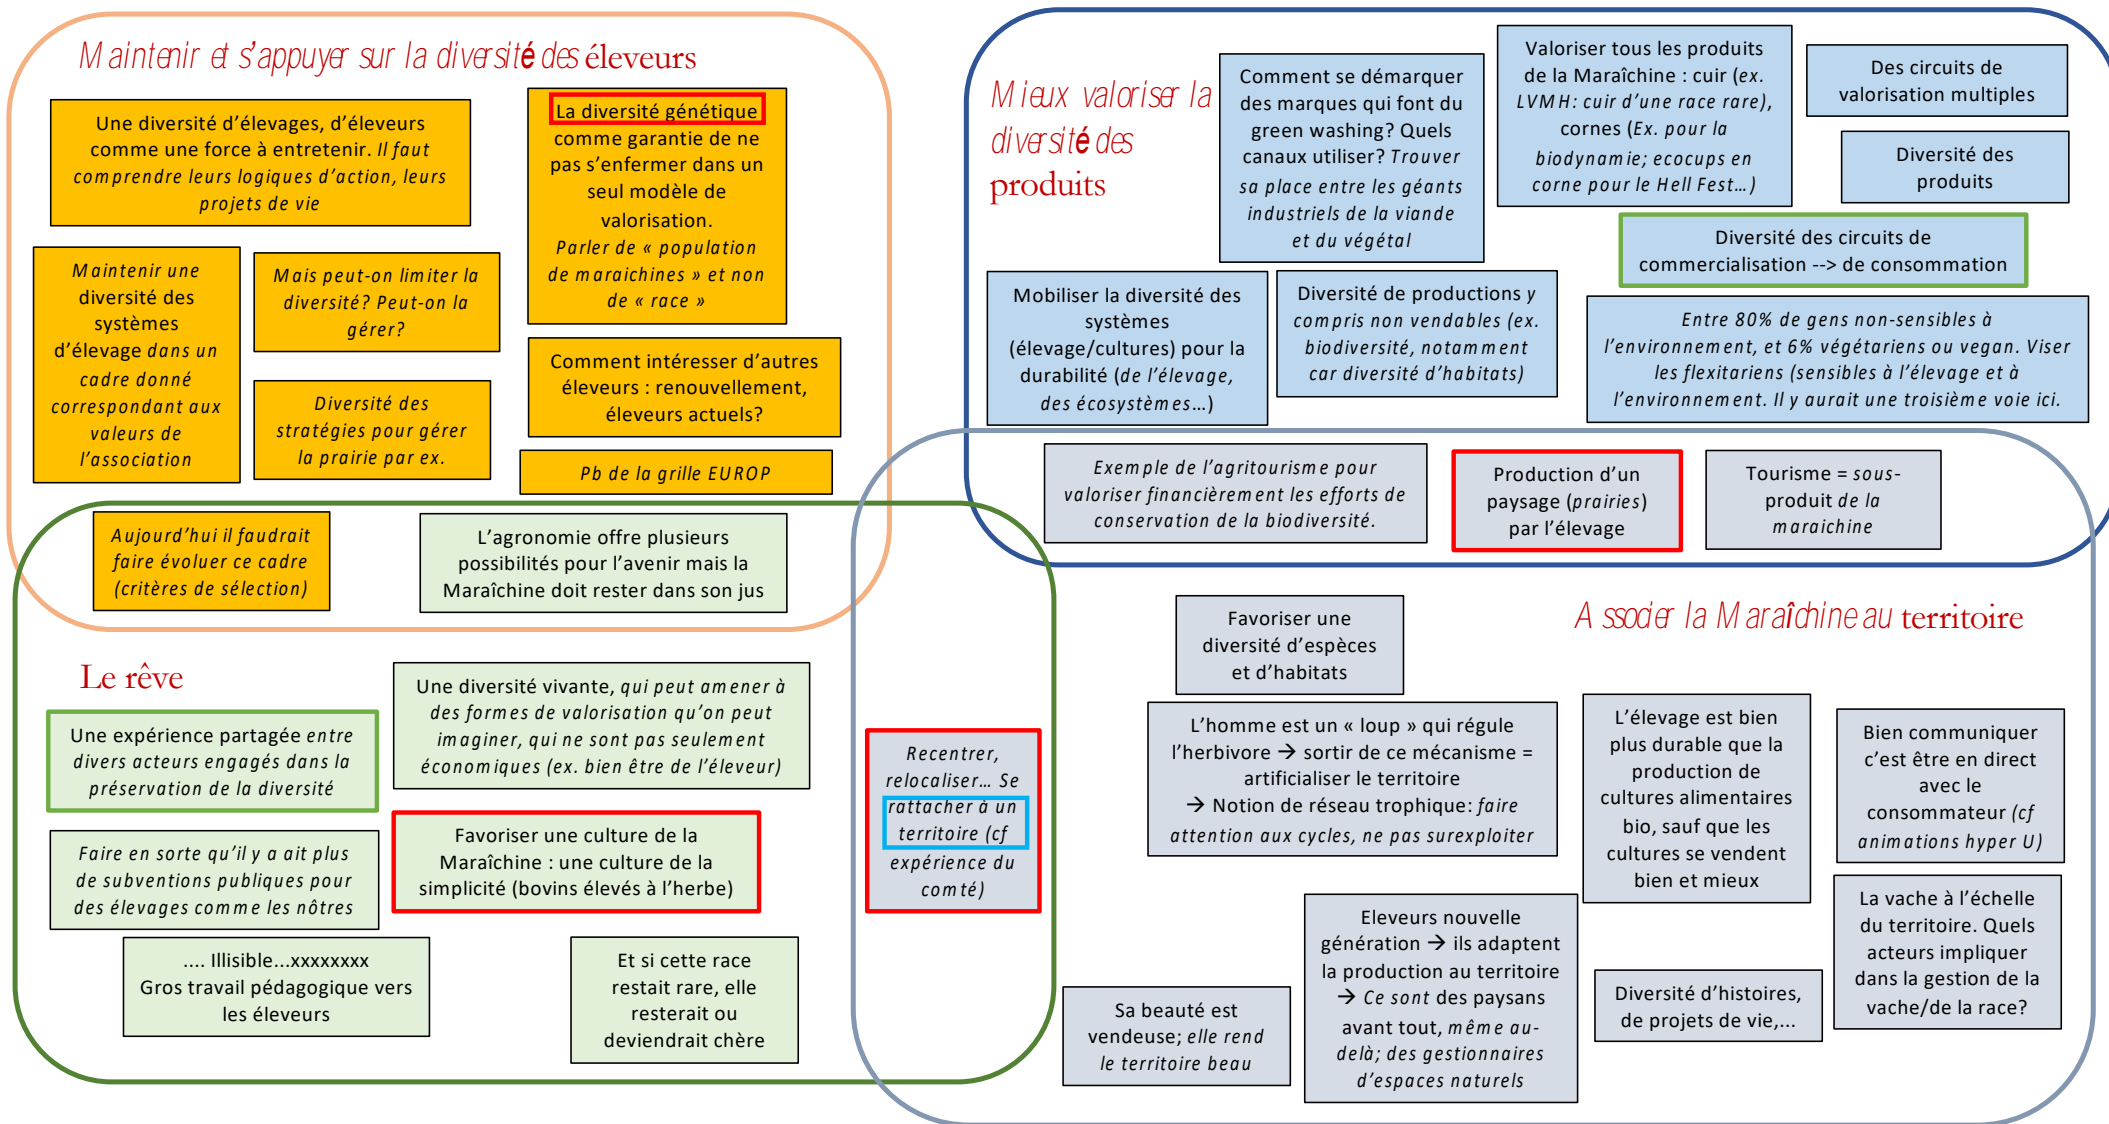 Maintenir et s'appuyer sur la diversité des éleveurs
Une diversité d'élevages, d'éleveurs
comme une force à entretenir. Il faut
comprendre leurs logiques d'action, leurs
projets de vie
La diversité génétique
comme garantie de ne
pas s'enfermer dans un
seul modèle de
valorisation.
Parler de « population
de maraichines » et non
de « race »
Maintenir une
diversité des
systèmes
d'élevage dans un
cadre donné
correspondant aux
valeurs de
l'association
Mais peut-on limiter la
diversité? Peut-on la
gérer?
Diversité des
stratégies pour gérer
la prairie par ex.
Comment intéresser d'autres
éleveurs : renouvellement,
éleveurs actuels?
Pb de la grille EUROP
Aujourd'hui il faudrait
faire évoluer ce cadre
(critères de sélection)
L'agronomie offre plusieurs
possibilités pour l'avenir mais la
Maraîchine doit rester dans son jus
Mieux valoriser la
diversité des
produits
Comment se démarquer
des marques qui font du
green washing? Quels
canaux utiliser? Trouver
sa place entre les géants
industriels de la viande
et du végétal
Valoriser tous les produits
de la Maraîchine : cuir (ex.
LVMH: cuir d'une race rare),
cornes (Ex. pour la
biodynamie; ecocups en
corne pour le Hell Fest…)
Des circuits de
valorisation multiples
Diversité des
produits
Diversité des circuits de
commercialisation --> de consommation
Mobiliser la diversité des
systèmes
(élevage/cultures) pour la
durabilité (de l'élevage,
des écosystèmes…)
Diversité de productions y
compris non vendables (ex.
biodiversité, notamment
car diversité d'habitats)
Entre 80% de gens non-sensibles à
l'environnement, et 6% végétariens ou vegan. Viser
les flexitariens (sensibles à l'élevage et à
l'environnement. Il y aurait une troisième voie ici.
Exemple de l'agritourisme pour
valoriser financièrement les efforts de
conservation de la biodiversité.
Production d'un
paysage (prairies)
par l'élevage
Tourisme = sous-
produit de la
maraichine
Le rêve
Une expérience partagée entre
divers acteurs engagés dans la
préservation de la diversité
Une diversité vivante, qui peut amener à
des formes de valorisation qu'on peut
imaginer, qui ne sont pas seulement
économiques (ex. bien être de l'éleveur)
Faire en sorte qu'il y a ait plus
de subventions publiques pour
des élevages comme les nôtres
Favoriser une culture de la
Maraîchine : une culture de la
simplicité (bovins élevés à l'herbe)
.... Illisible...xxxxxxxx
Gros travail pédagogique vers
les éleveurs
Et si cette race
restait rare, elle
resterait ou
deviendrait chère
Recentrer,
relocaliser… Se
rattacher à un
territoire (cf
expérience du
comté)
Associer la Maraîchine au territoire
Favoriser une
diversité d'espèces
et d'habitats
L'homme est un « loup » qui régule
l'herbivore → sortir de ce mécanisme =
artificialiser le territoire
→ Notion de réseau trophique: faire
attention aux cycles, ne pas surexploiter
L'élevage est bien
plus durable que la
production de
cultures alimentaires
bio, sauf que les
cultures se vendent
bien et mieux
Bien communiquer
c'est être en direct
avec le
consommateur (cf
animations hyper U)
Sa beauté est
vendeuse; elle rend
le territoire beau
Eleveurs nouvelle
génération → ils adaptent
la production au territoire
→ Ce sont des paysans
avant tout, même au-
delà; des gestionnaires
d'espaces naturels
Diversité d'histoires,
de projets de vie,...
La vache à l'échelle
du territoire. Quels
acteurs impliquer
dans la gestion de la
vache/de la race?